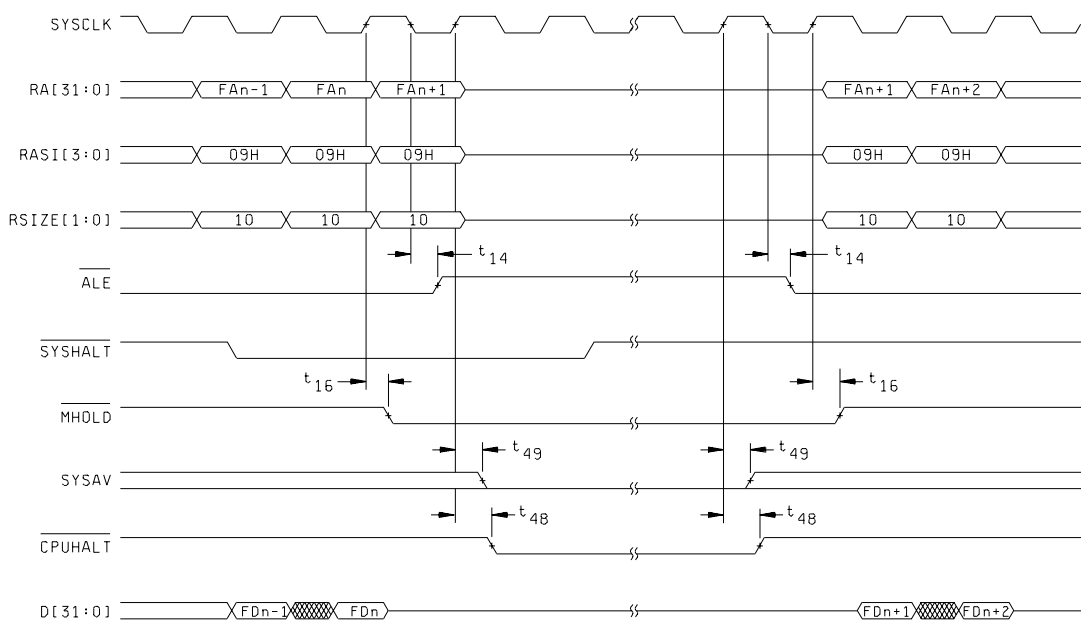 SYSCLK
RA[31:0] FAn-1 FAn FAn+1 FAn+1 FAn+2
RASI[3:0] 09H 09H 09H 09H 09H
RSIZE[1:0] 10 10 10 10 10
t14 t14
ALE
SYSHALT
t16 t16
MHOLD
t49 t49
SYSAV
t48 t48
CPUHALT
D[31:0] FDn-1 FDn FDn+1 FDn+2